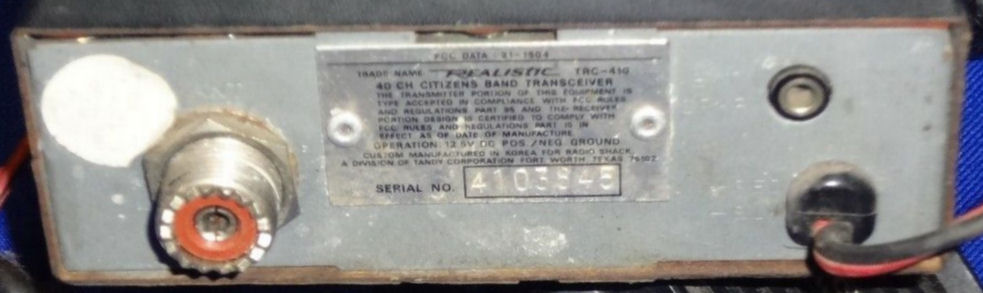 FCC DATA : 21-1504
TRADE NAME REALISTIC TRC-410
40 CH CITIZENS BAND TRANSCEIVER
THE TRANSMITTER PORTION OF THIS EQUIPMENT IS
TYPE ACCEPTED IN COMPLIANCE WITH FCC RULES
AND REGULATIONS, PART 95 AND THE RECEIVER
PORTION DESIGN IS CERTIFIED TO COMPLY WITH
FCC RULES AND REGULATIONS PART 15 IN
EFFECT AS OF DATE OF MANUFACTURE.
OPERATION: 12.6V DC POS./NEG GROUND
CUSTOM MANUFACTURED IN KOREA FOR RADIO SHACK,
A DIVISION OF TANDY CORPORATION FORT WORTH, TEXAS 76102
SERIAL NO. 4103845